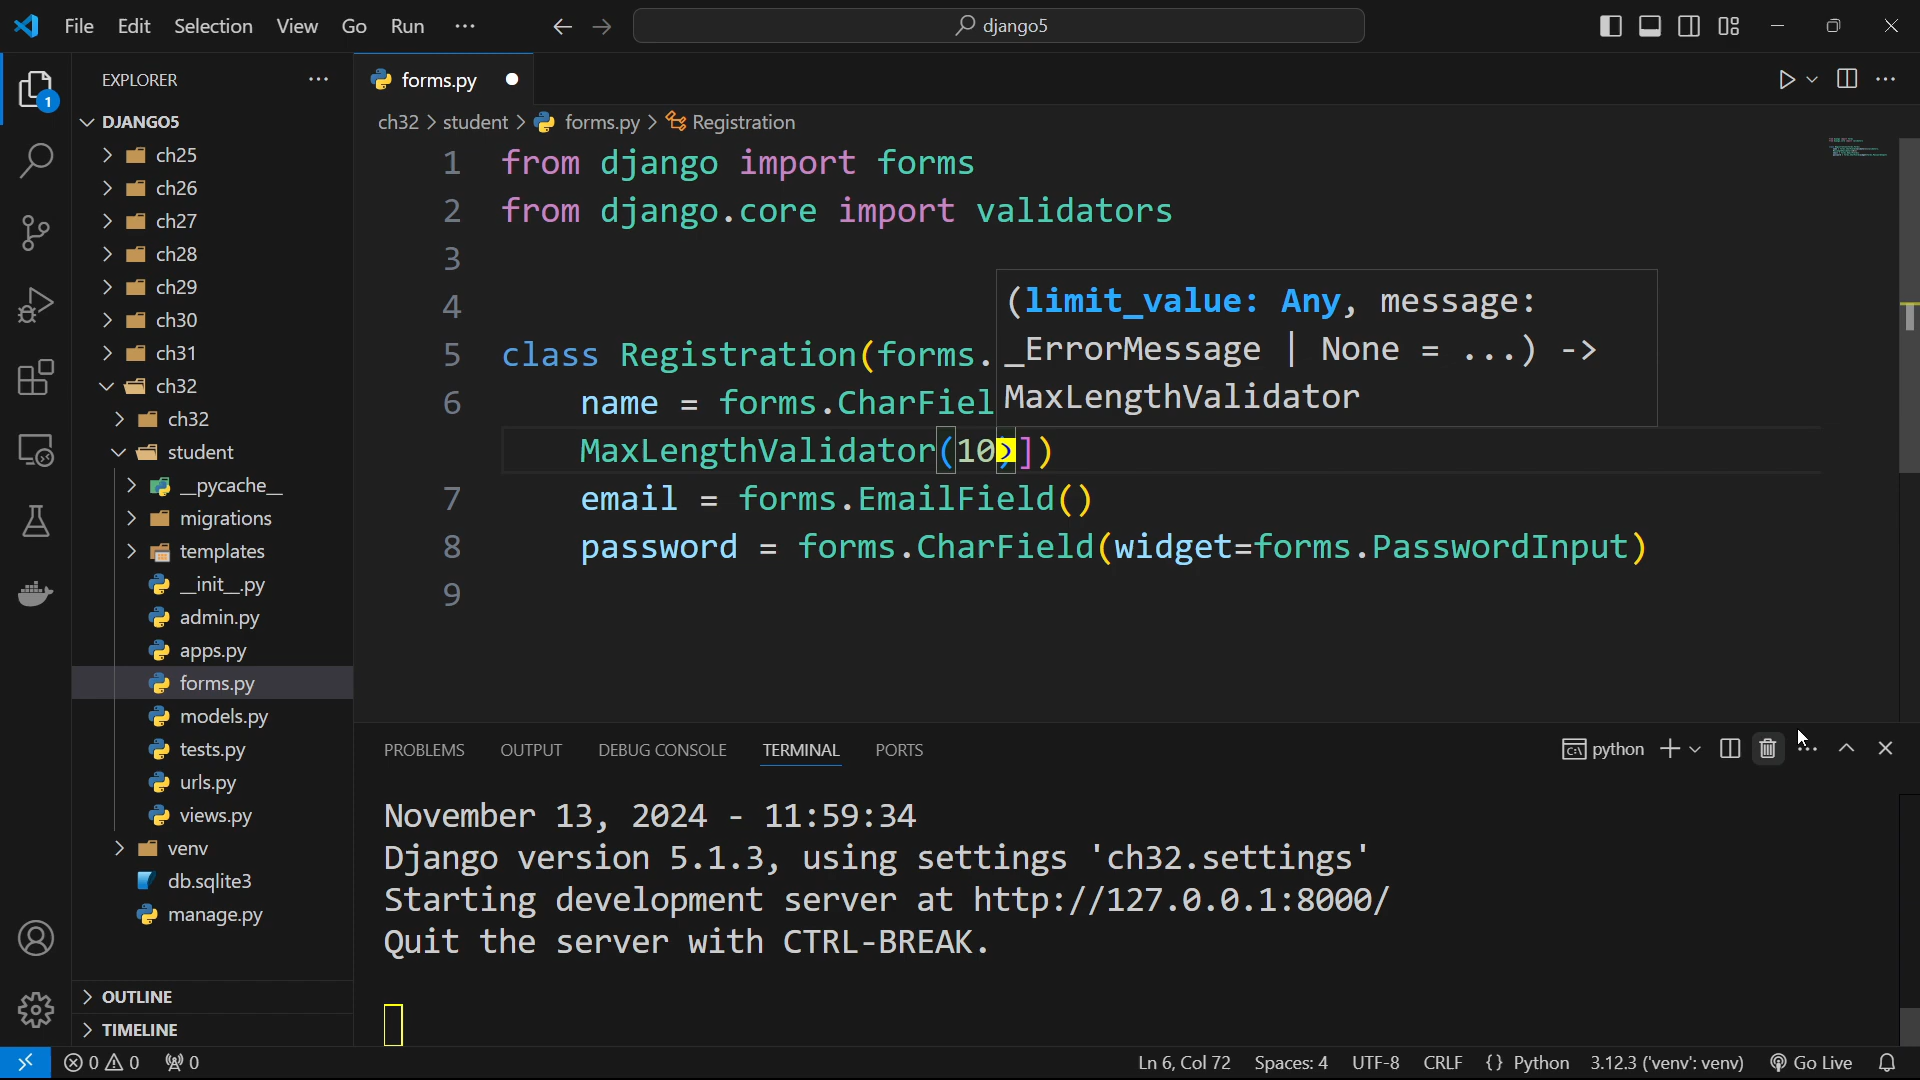 File Edit Selection View Go Run ··· django5
EXPLORER ···
DJANGO5
ch25
ch26
ch27
ch28
ch29
ch30
ch31
ch32
ch32
student
__pycache__
migrations
templates
__init__.py
admin.py
apps.py
forms.py
models.py
tests.py
urls.py
views.py
venv
db.sqlite3
manage.py
OUTLINE
TIMELINE
1
forms.py
ch32 > student > forms.py > Registration
1 from django import forms
2 from django.core import validators
3
4
5 class Registration(forms.
6 name = forms.CharFiel
MaxLengthValidator(10)])
7 email = forms.EmailField()
8 password = forms.CharField(widget=forms.PasswordInput)
9
(limit_value: Any, message:
_ErrorMessage | None = ...) ->
MaxLengthValidator
PROBLEMS OUTPUT DEBUG CONSOLE TERMINAL PORTS python
November 13, 2024 - 11:59:34
Django version 5.1.3, using settings 'ch32.settings'
Starting development server at http://127.0.0.1:8000/
Quit the server with CTRL-BREAK.
0 0 0 Ln 6, Col 72 Spaces: 4 UTF-8 CRLF {} Python 3.12.3 ('venv': venv) Go Live